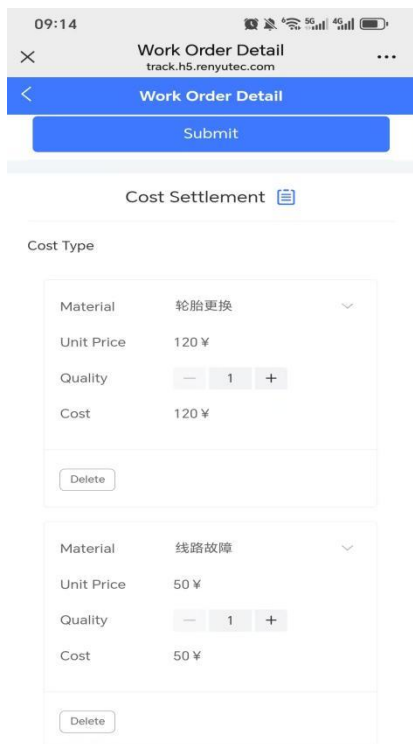 09:14
5G 4G
Work Order Detail
track.h5.renyutec.com
Work Order Detail
Submit
Cost Settlement
Cost Type
Material 轮胎更换
Unit Price 120 ¥
Quality — 1 +
Cost 120 ¥
Delete
Material 线路故障
Unit Price 50 ¥
Quality — 1 +
Cost 50 ¥
Delete